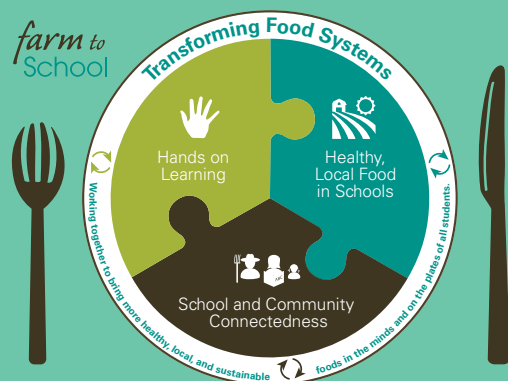 farm to
School
Transforming Food Systems
Hands on
Learning
Healthy,
Local Food
in Schools
School and Community
Connectedness
Working together to bring more healthy, local, and sustainable
foods in the minds and on the plates of all students.